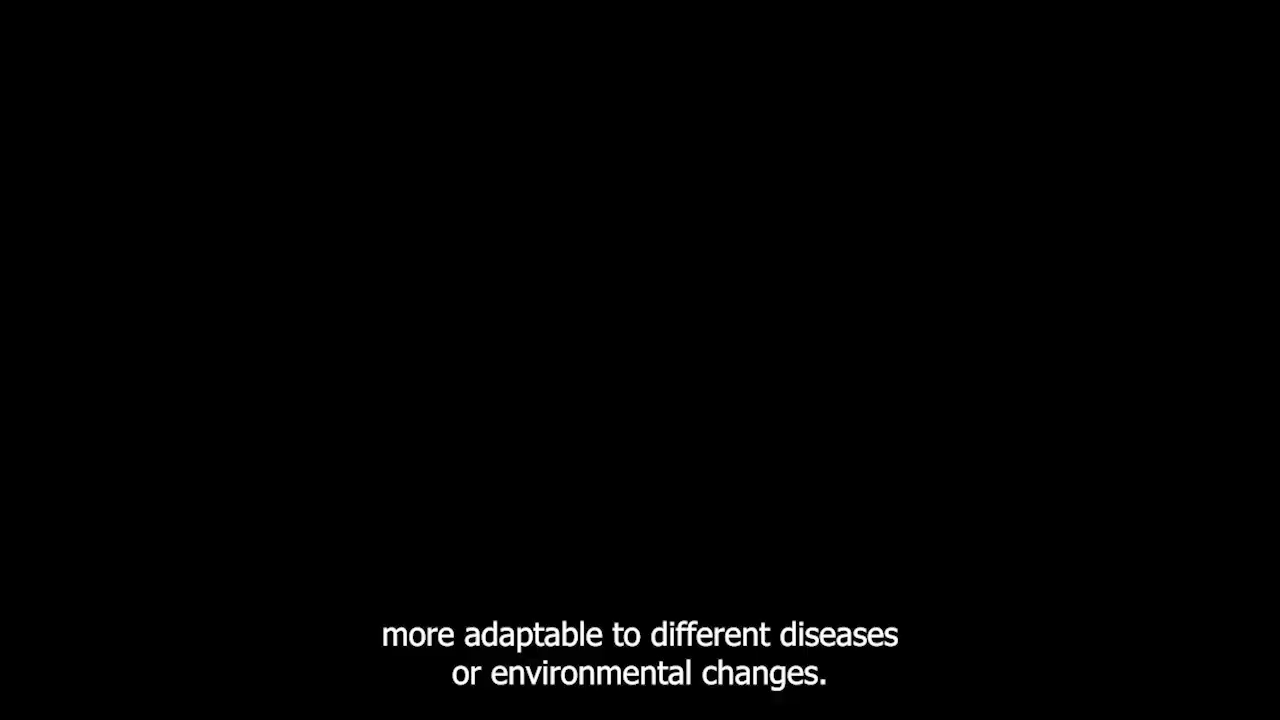 more adaptable to different diseases
or environmental changes.